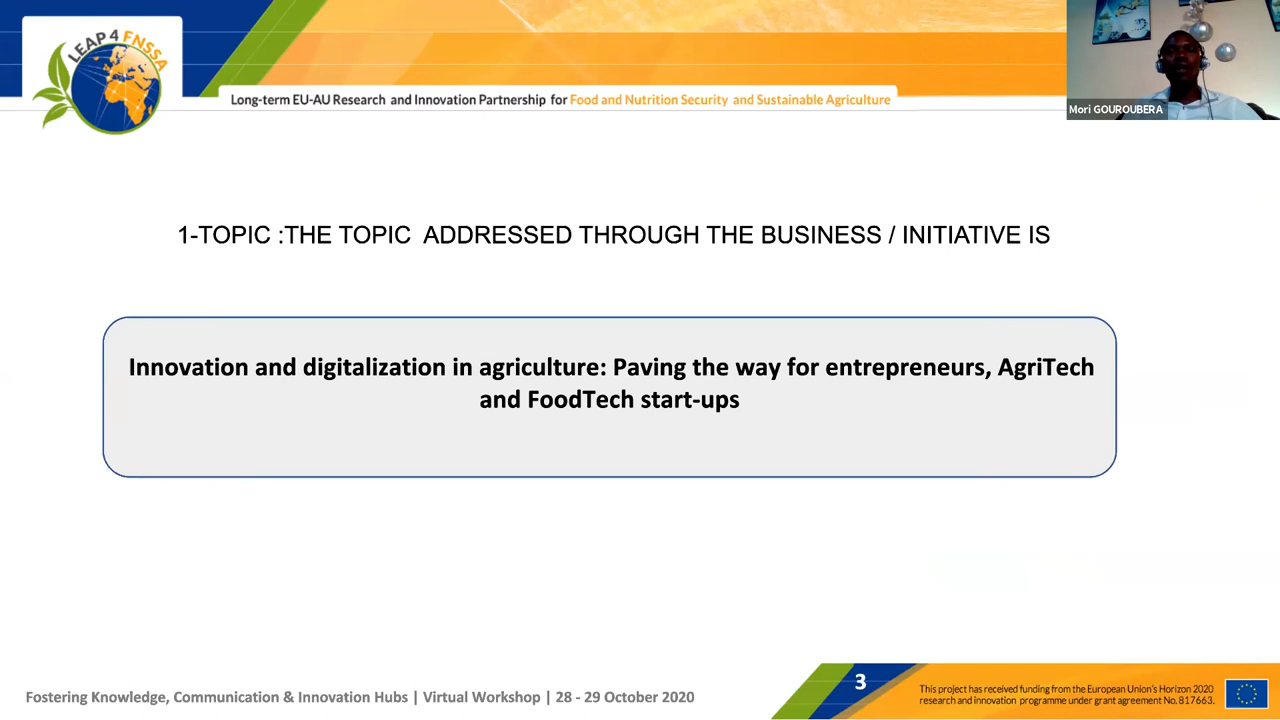 LEAP 4 FNSSA
Long-term EU-AU Research and Innovation Partnership for Food and Nutrition Security and Sustainable Agriculture
Mori GOUROUBERA
1-TOPIC :THE TOPIC ADDRESSED THROUGH THE BUSINESS / INITIATIVE IS
Innovation and digitalization in agriculture: Paving the way for entrepreneurs, AgriTech
and FoodTech start-ups
Fostering Knowledge, Communication & Innovation Hubs | Virtual Workshop | 28 - 29 October 2020
3
This project has received funding from the European Union's Horizon 2020
research and innovation programme under grant agreement No. 817663.